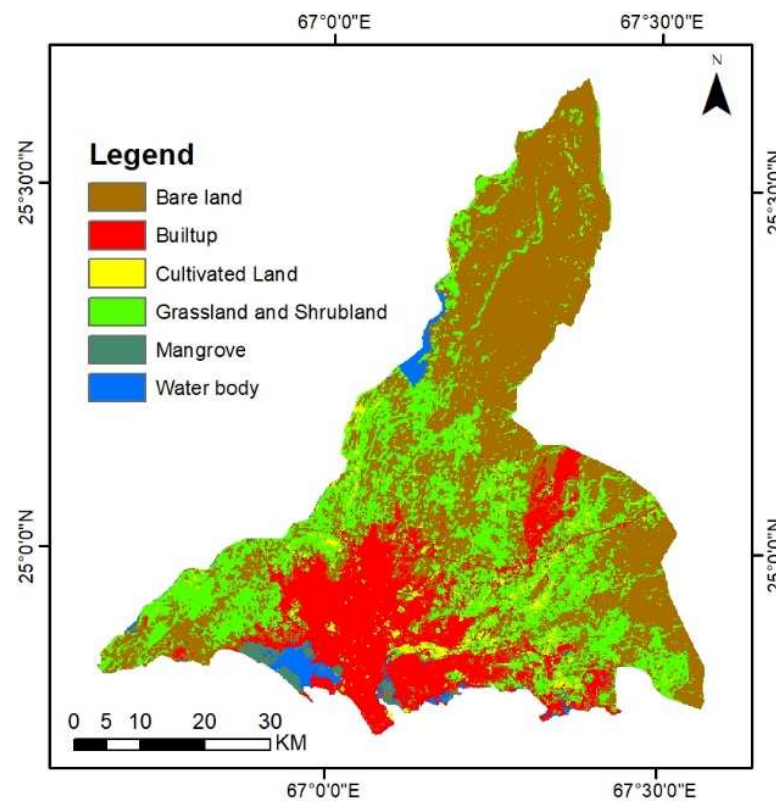 67°0'0"E
67°30'0"E
N
Legend
25°30'0"N
25°30'0"N
Bare land
Builtup
Cultivated Land
Grassland and Shrubland
Mangrove
Water body
25°0'0"N
25°0'0"N
0 5 10 20 30
KM
67°0'0"E
67°30'0"E